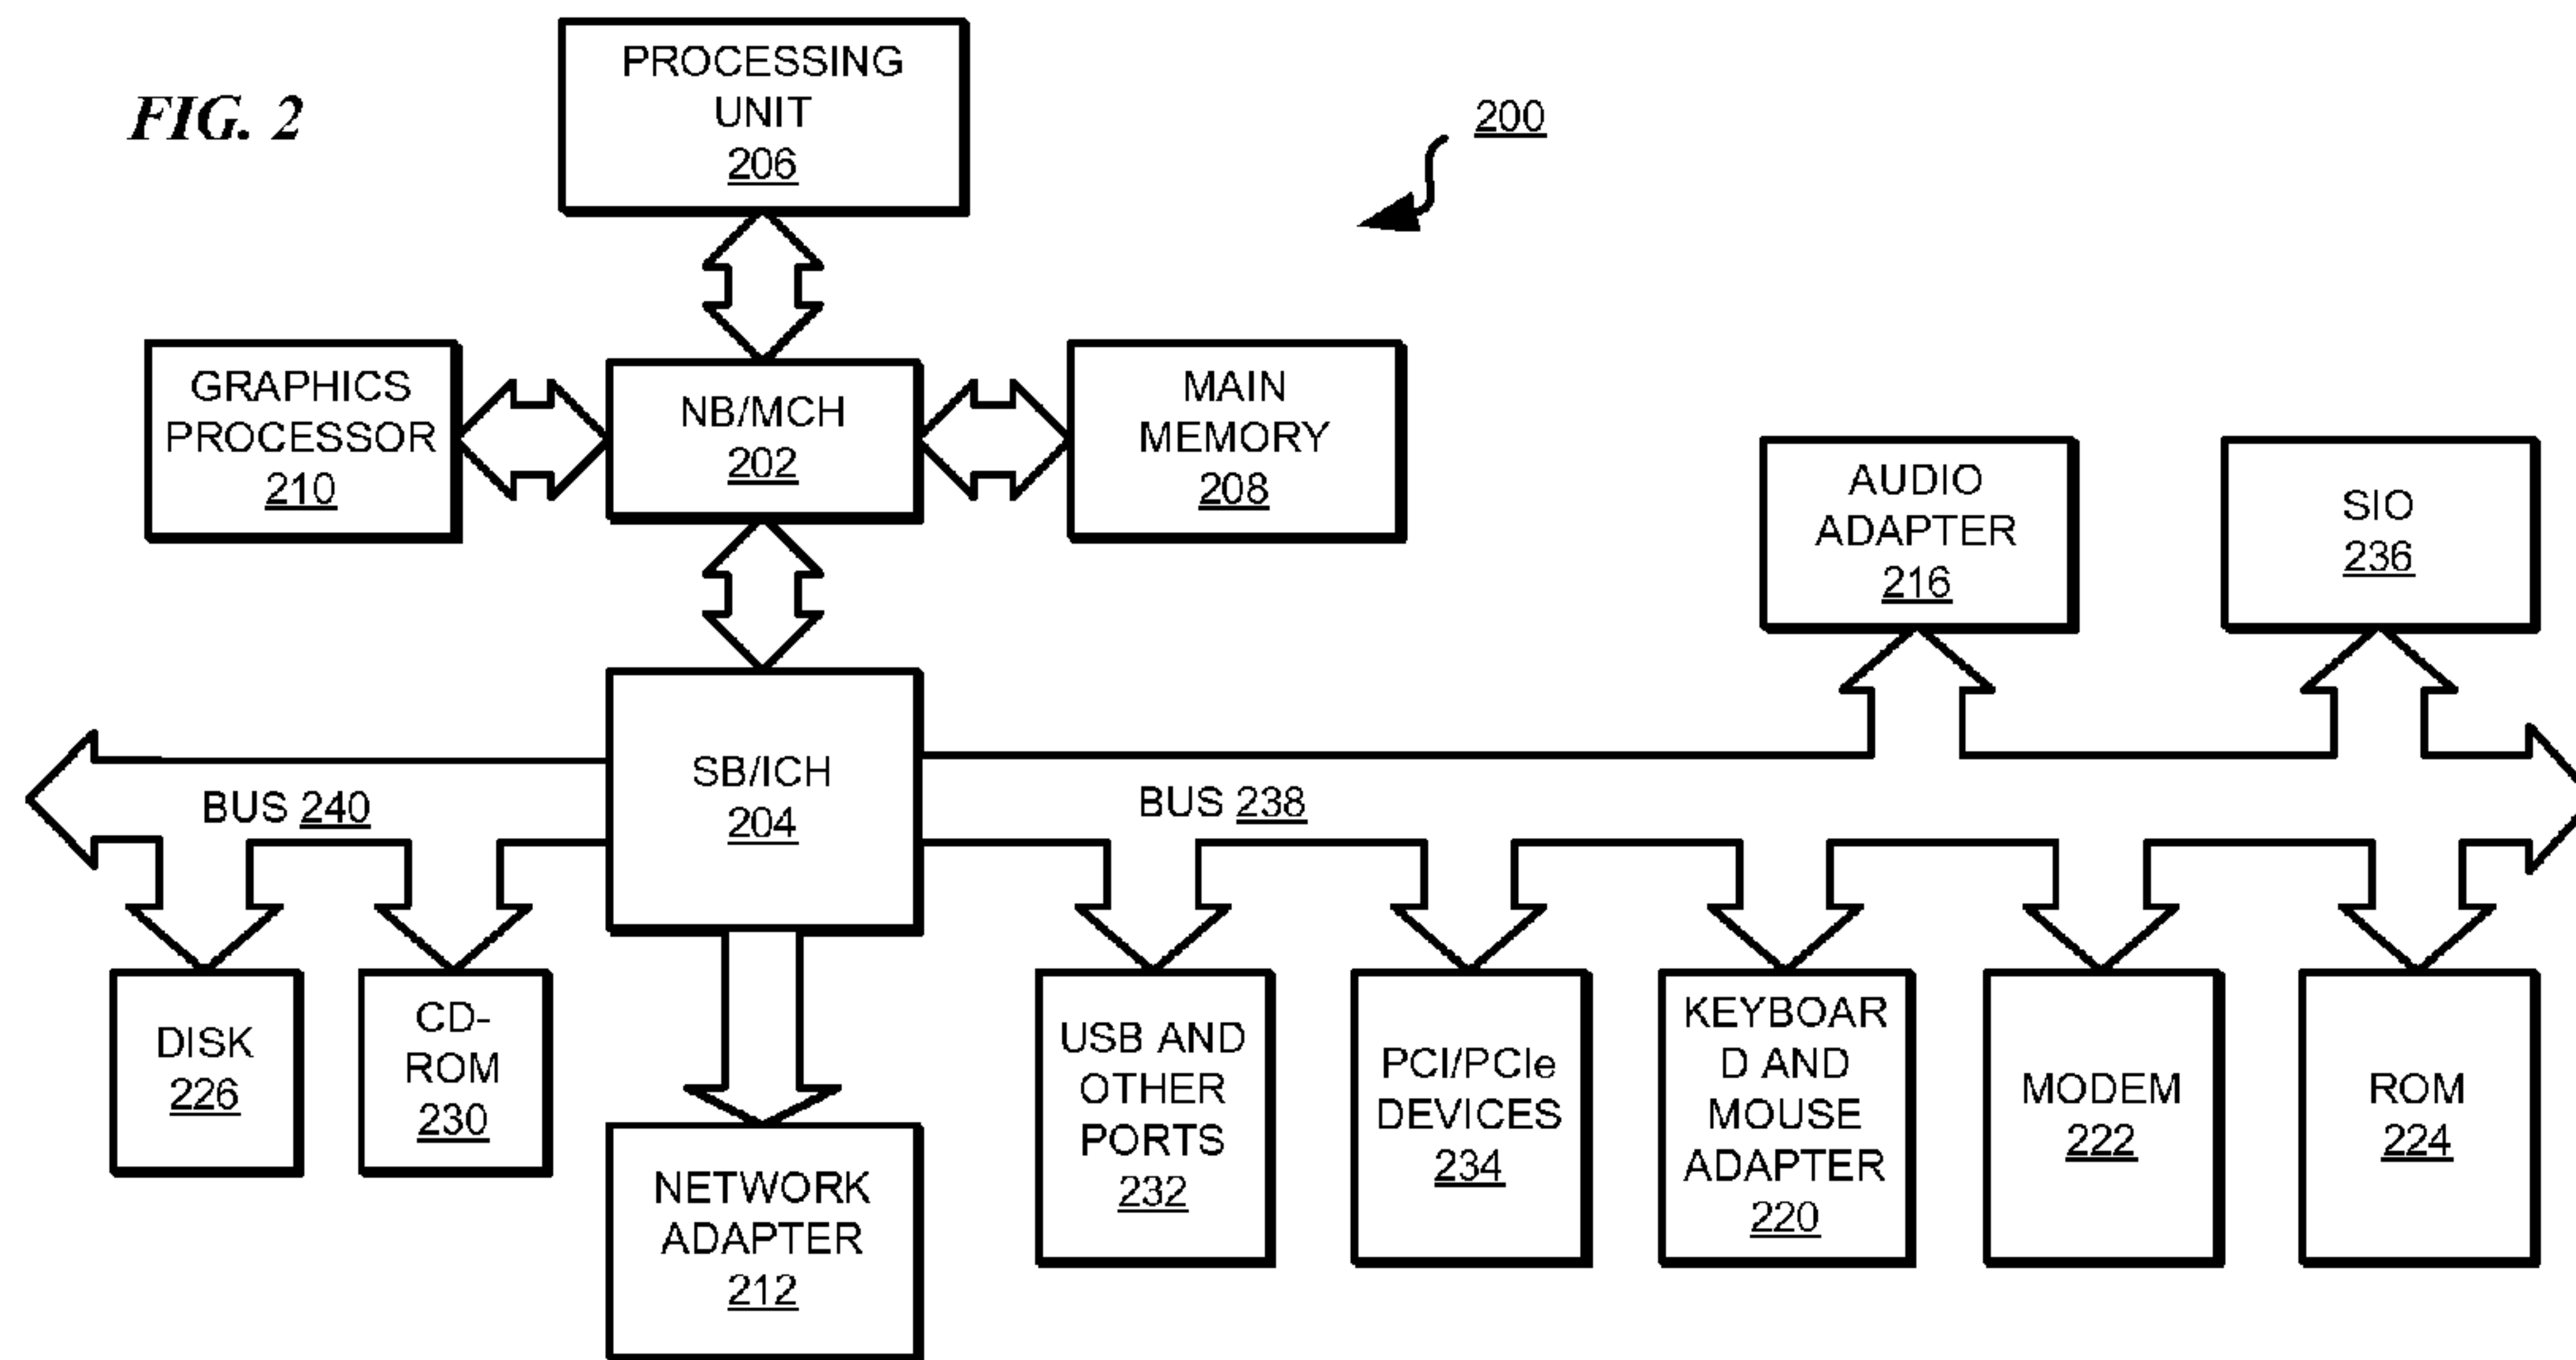 FIG. 2
PROCESSING
UNIT
206
200
GRAPHICS
PROCESSOR
210
NB/MCH
202
MAIN
MEMORY
208
AUDIO
ADAPTER
216
SIO
236
SB/ICH
204
BUS 240
BUS 238
DISK
226
CD-
ROM
230
NETWORK
ADAPTER
212
USB AND
OTHER
PORTS
232
PCI/PCIe
DEVICES
234
KEYBOAR
D AND
MOUSE
ADAPTER
220
MODEM
222
ROM
224